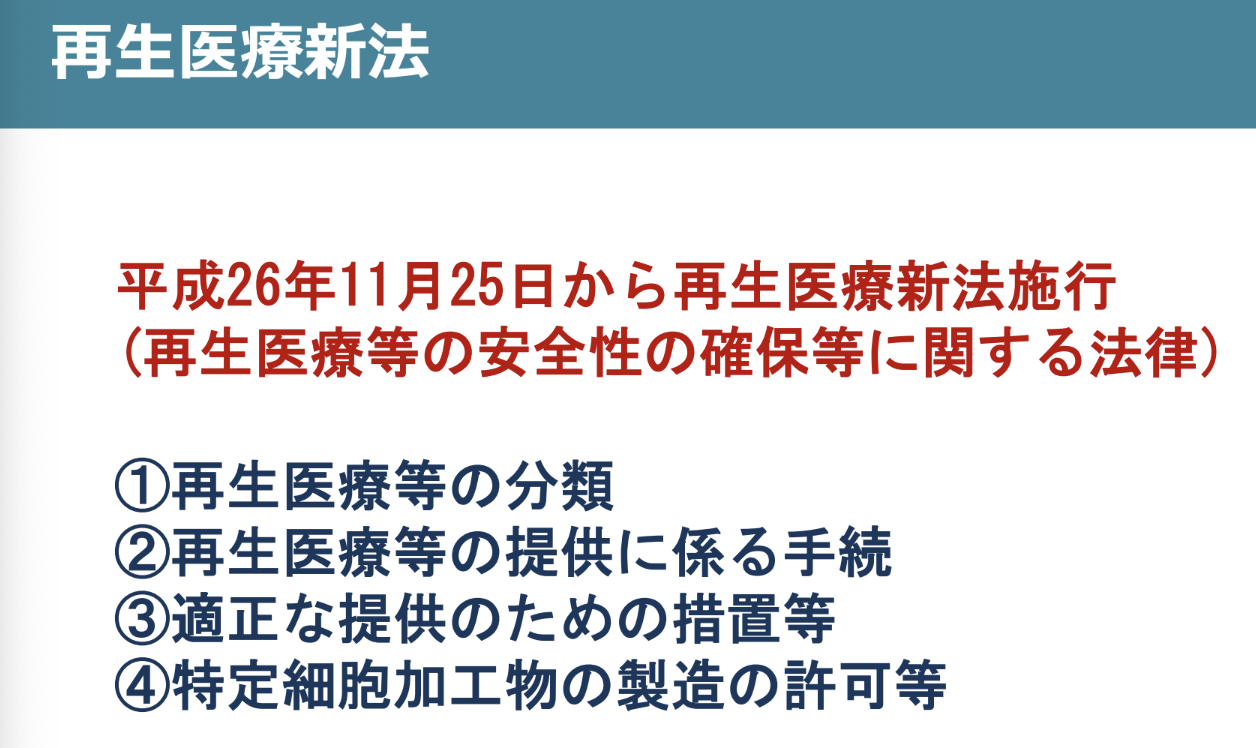 再生医療新法
平成26年11月25日から再生医療新法施行
(再生医療等の安全性の確保等に関する法律)
①再生医療等の分類
②再生医療等の提供に係る手続
③適正な提供のための措置等
④特定細胞加工物の製造の許可等